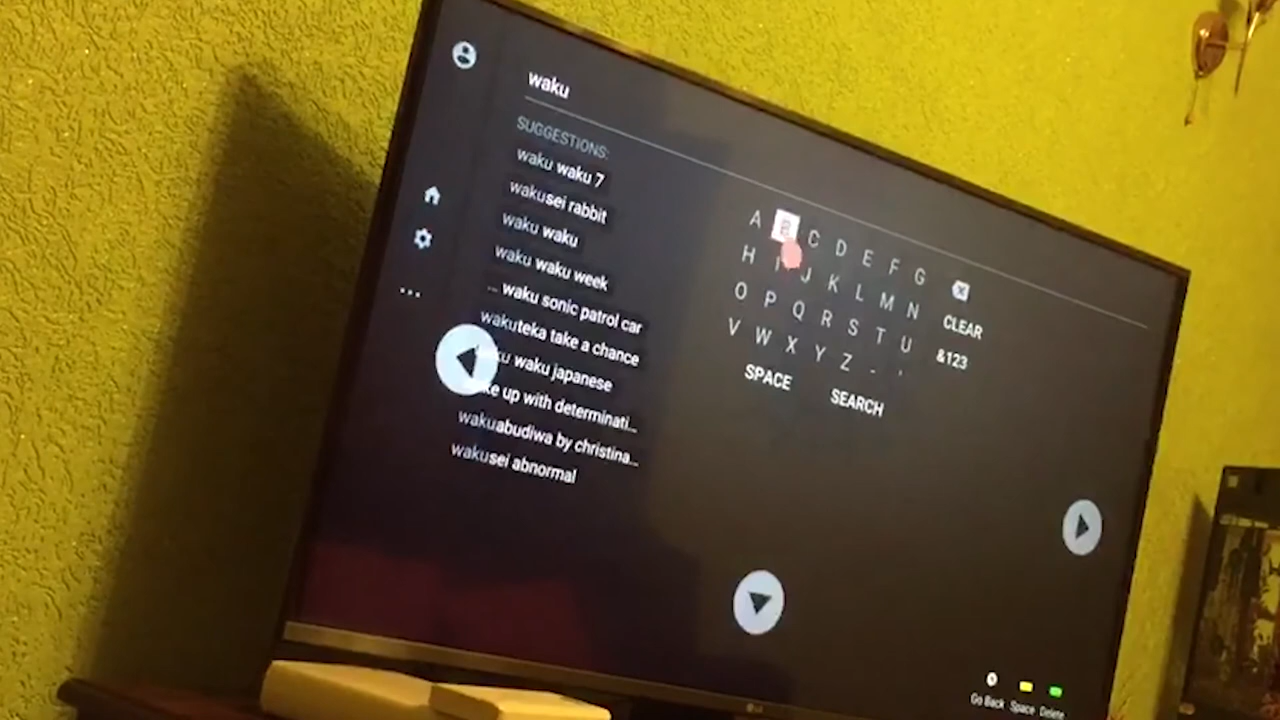 waku
SUGGESTIONS:
waku waku 7
wakusei rabbit
waku waku
waku waku week
... waku sonic patrol car
wakuteka take a chance
ku waku japanese
ke up with determinati...
wakuabudiwa by christina...
wakusei abnormal
A B C D E F G
H I J K L M N CLEAR
O P Q R S T U &123
V W X Y Z - '
SPACE SEARCH
Go Back Space Delete
LG